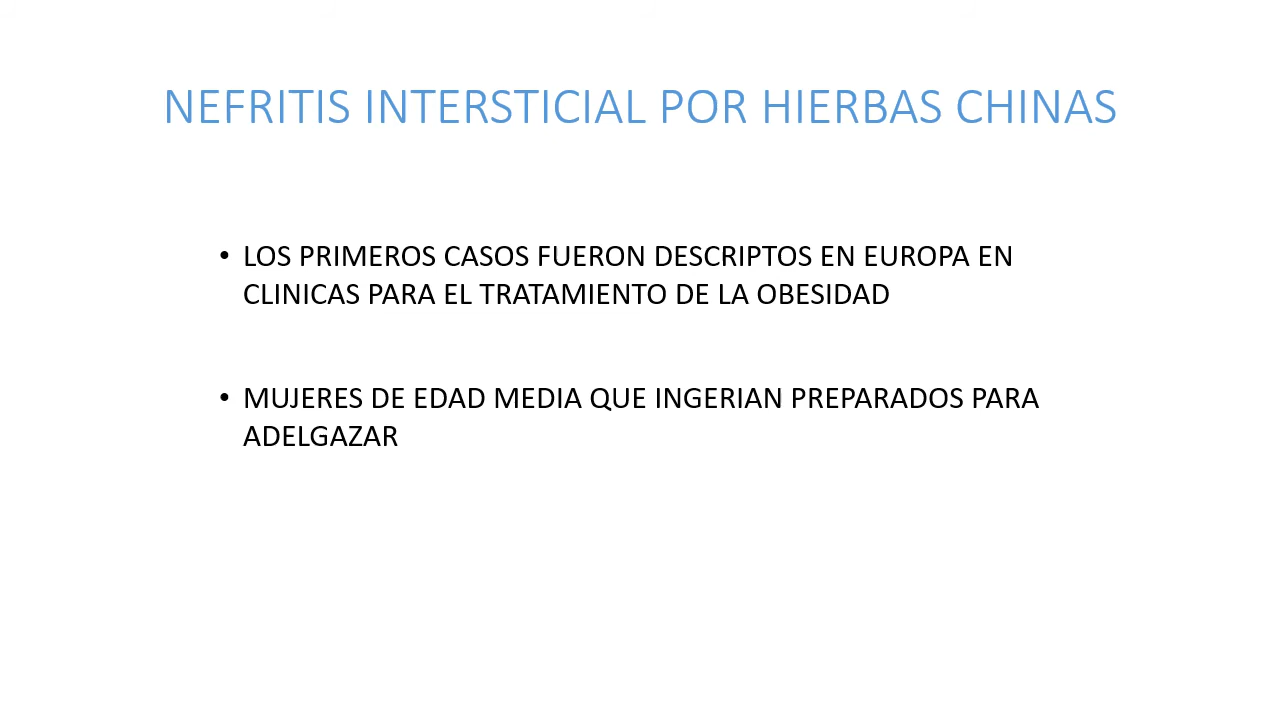 NEFRITIS INTERSTICIAL POR HIERBAS CHINAS
• LOS PRIMEROS CASOS FUERON DESCRIPTOS EN EUROPA EN
CLINICAS PARA EL TRATAMIENTO DE LA OBESIDAD
• MUJERES DE EDAD MEDIA QUE INGERIAN PREPARADOS PARA
ADELGAZAR